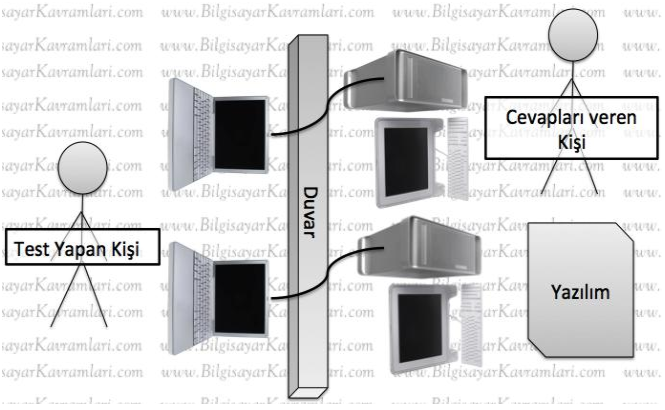 www.BilgisayarKavramlari.com
Cevapları veren
Kişi
Duvar
Test Yapan Kişi
Yazılım